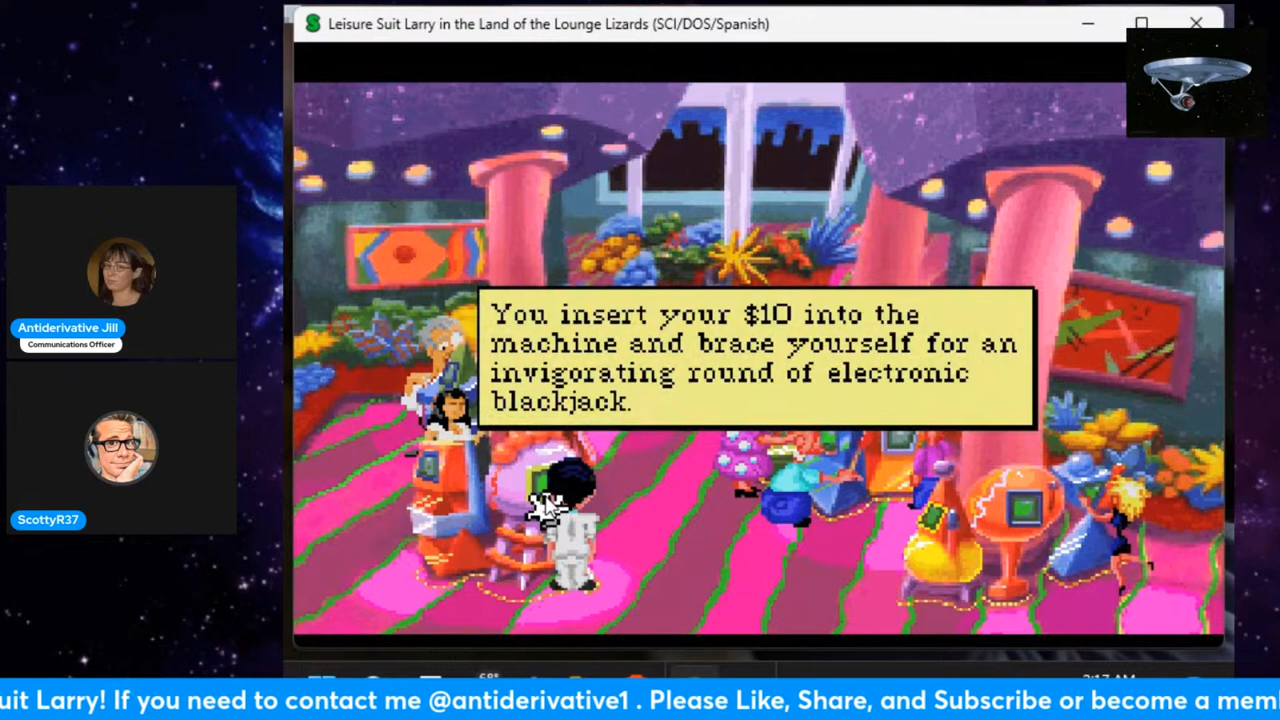 Leisure Suit Larry in the Land of the Lounge Lizards (SCI/DOS/Spanish)
You insert your $10 into the
machine and brace yourself for an
invigorating round of electronic
blackjack.
Antiderivative Jill
Communications Officer
ScottyR37
uit Larry! If you need to contact me @antiderivative1 . Please Like, Share, and Subscribe or become a mem